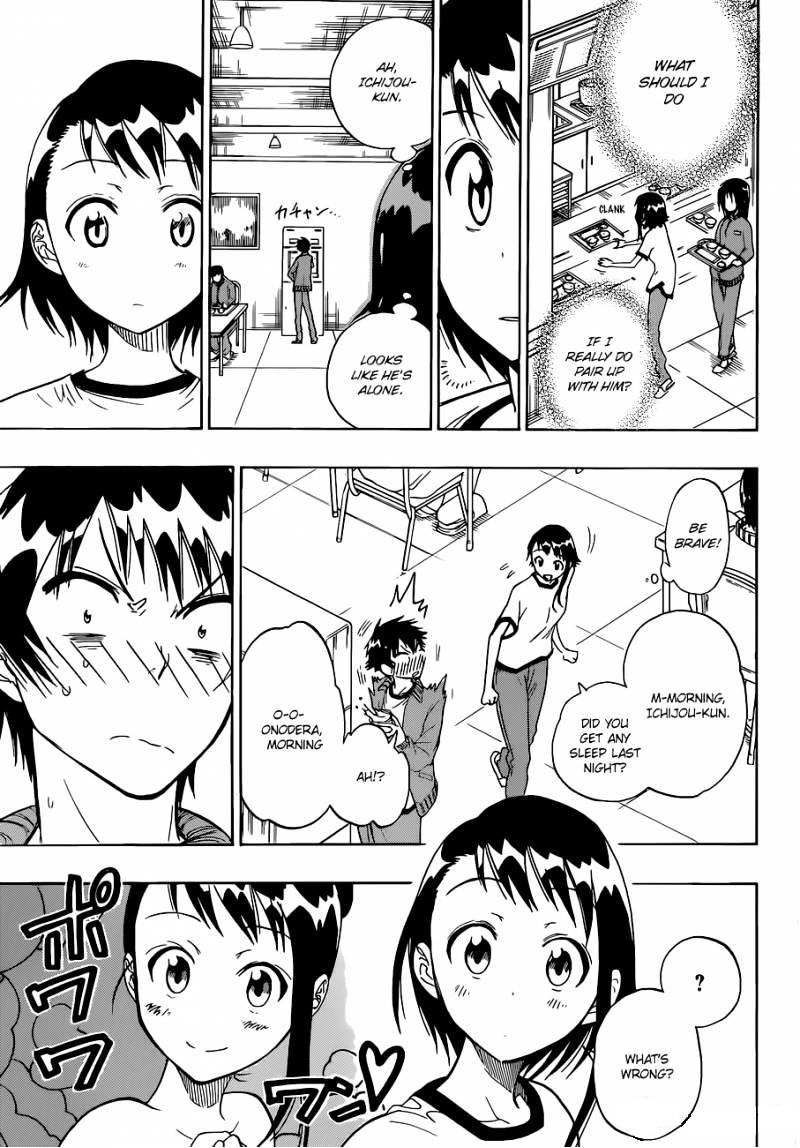 WHAT
SHOULD I
DO
CLANK
IF I
REALLY DO
PAIR UP
WITH HIM?
AH,
ICHIJOU-
KUN.
カチャン…
LOOKS
LIKE HE'S
ALONE.
BE
BRAVE!
M-MORNING,
ICHIJOU-KUN.
DID YOU
GET ANY
SLEEP LAST
NIGHT?
O-O-
ONODERA,
MORNING
AH!?
?
WHAT'S
WRONG?
ポワワ
ワン♡